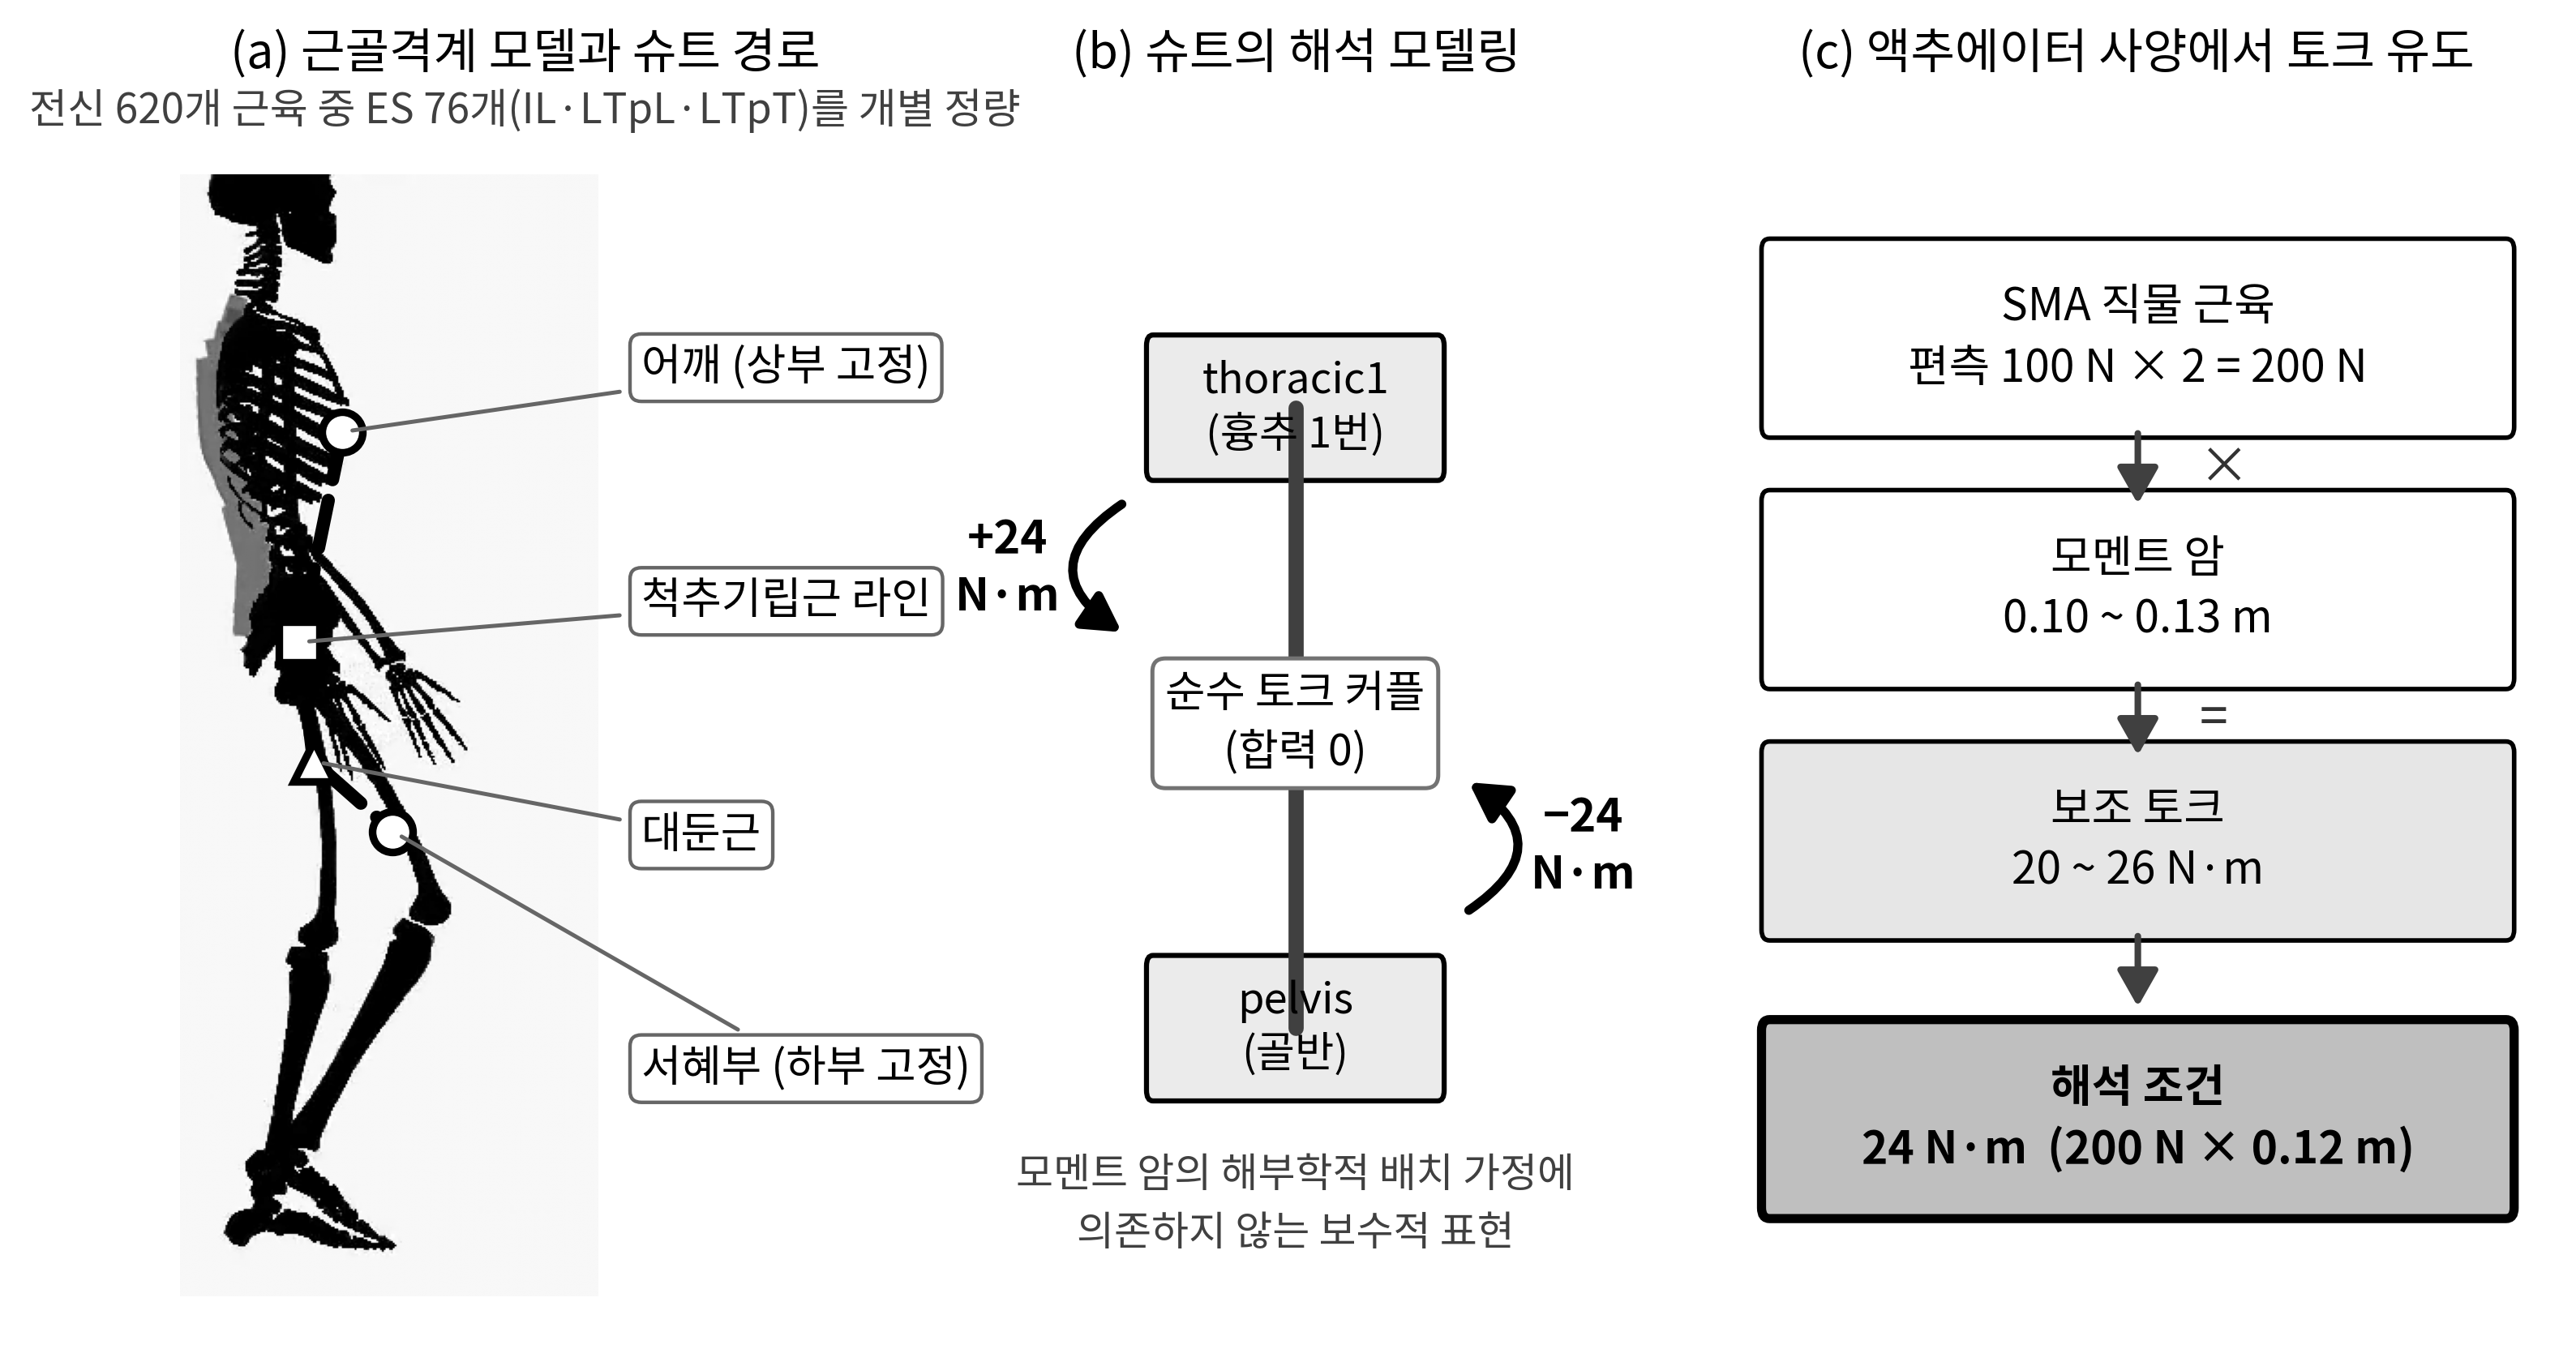 (a) 근골격계 모델과 슈트 경로
전신 620개 근육 중 ES 76개(IL·LTpL·LTpT)를 개별 정량
어깨 (상부 고정)
척추기립근 라인
대둔근
서혜부 (하부 고정)
(b) 슈트의 해석 모델링
thoracic1
(흉추 1번)
+24
N·m
순수 토크 커플
(합력 0)
−24
N·m
pelvis
(골반)
모멘트 암의 해부학적 배치 가정에
의존하지 않는 보수적 표현
(c) 액추에이터 사양에서 토크 유도
SMA 직물 근육
편측 100 N × 2 = 200 N
×
모멘트 암
0.10 ~ 0.13 m
=
보조 토크
20 ~ 26 N·m
해석 조건
24 N·m (200 N × 0.12 m)